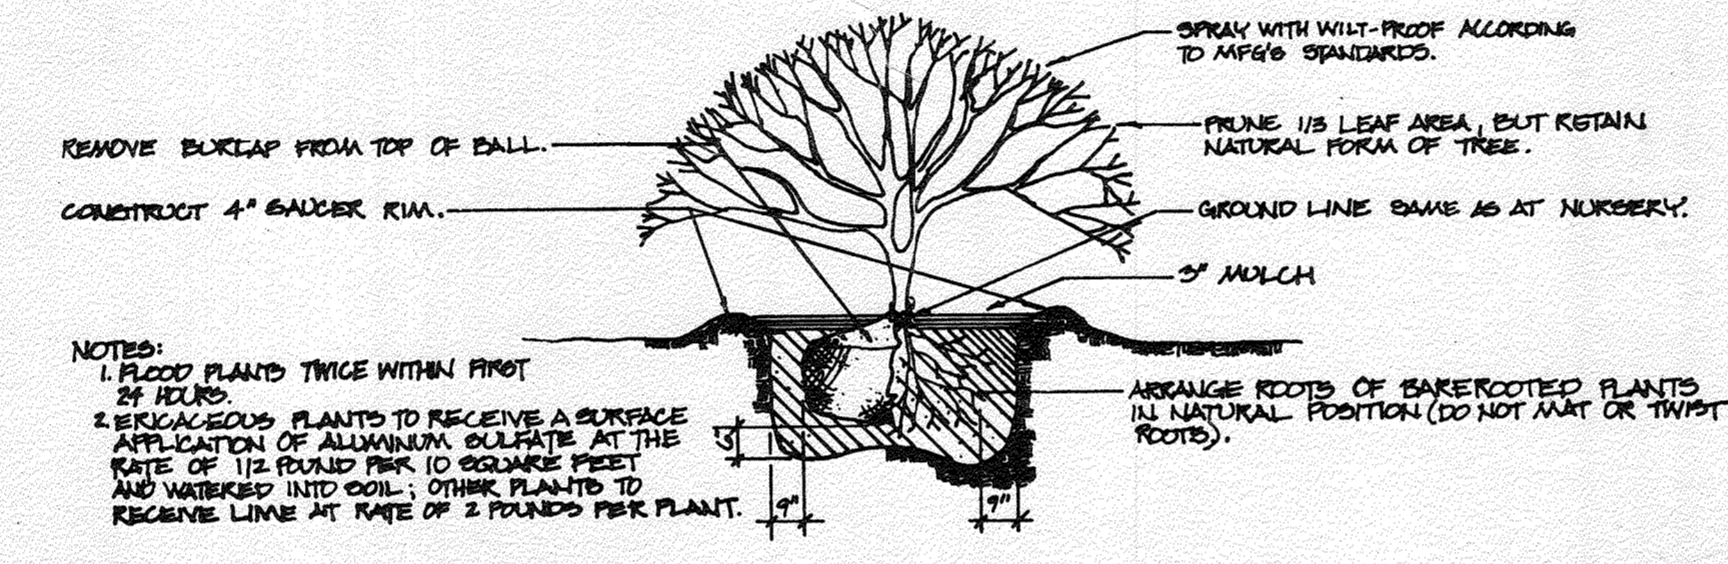 SPRAY WITH WILT-PROOF ACCORDING
TO MFG'S STANDARDS.
REMOVE BURLAP FROM TOP OF BALL.
PRUNE 1/3 LEAF AREA, BUT RETAIN
NATURAL FORM OF TREE.
CONSTRUCT 4" SAUCER RIM.
GROUND LINE SAME AS AT NURSERY.
3" MULCH
NOTES:
1. FLOOD PLANTS TWICE WITHIN FIRST
24 HOURS.
2. ERICACEOUS PLANTS TO RECEIVE A SURFACE
APPLICATION OF ALUMINUM SULFATE AT THE
RATE OF 1/2 POUND PER 10 SQUARE FEET
AND WATERED INTO SOIL; OTHER PLANTS TO
RECEIVE LIME AT RATE OF 2 POUNDS PER PLANT.
ARRANGE ROOTS OF BAREROOTED PLANTS
IN NATURAL POSITION (DO NOT MAT OR TWIST
ROOTS).
9"
9"